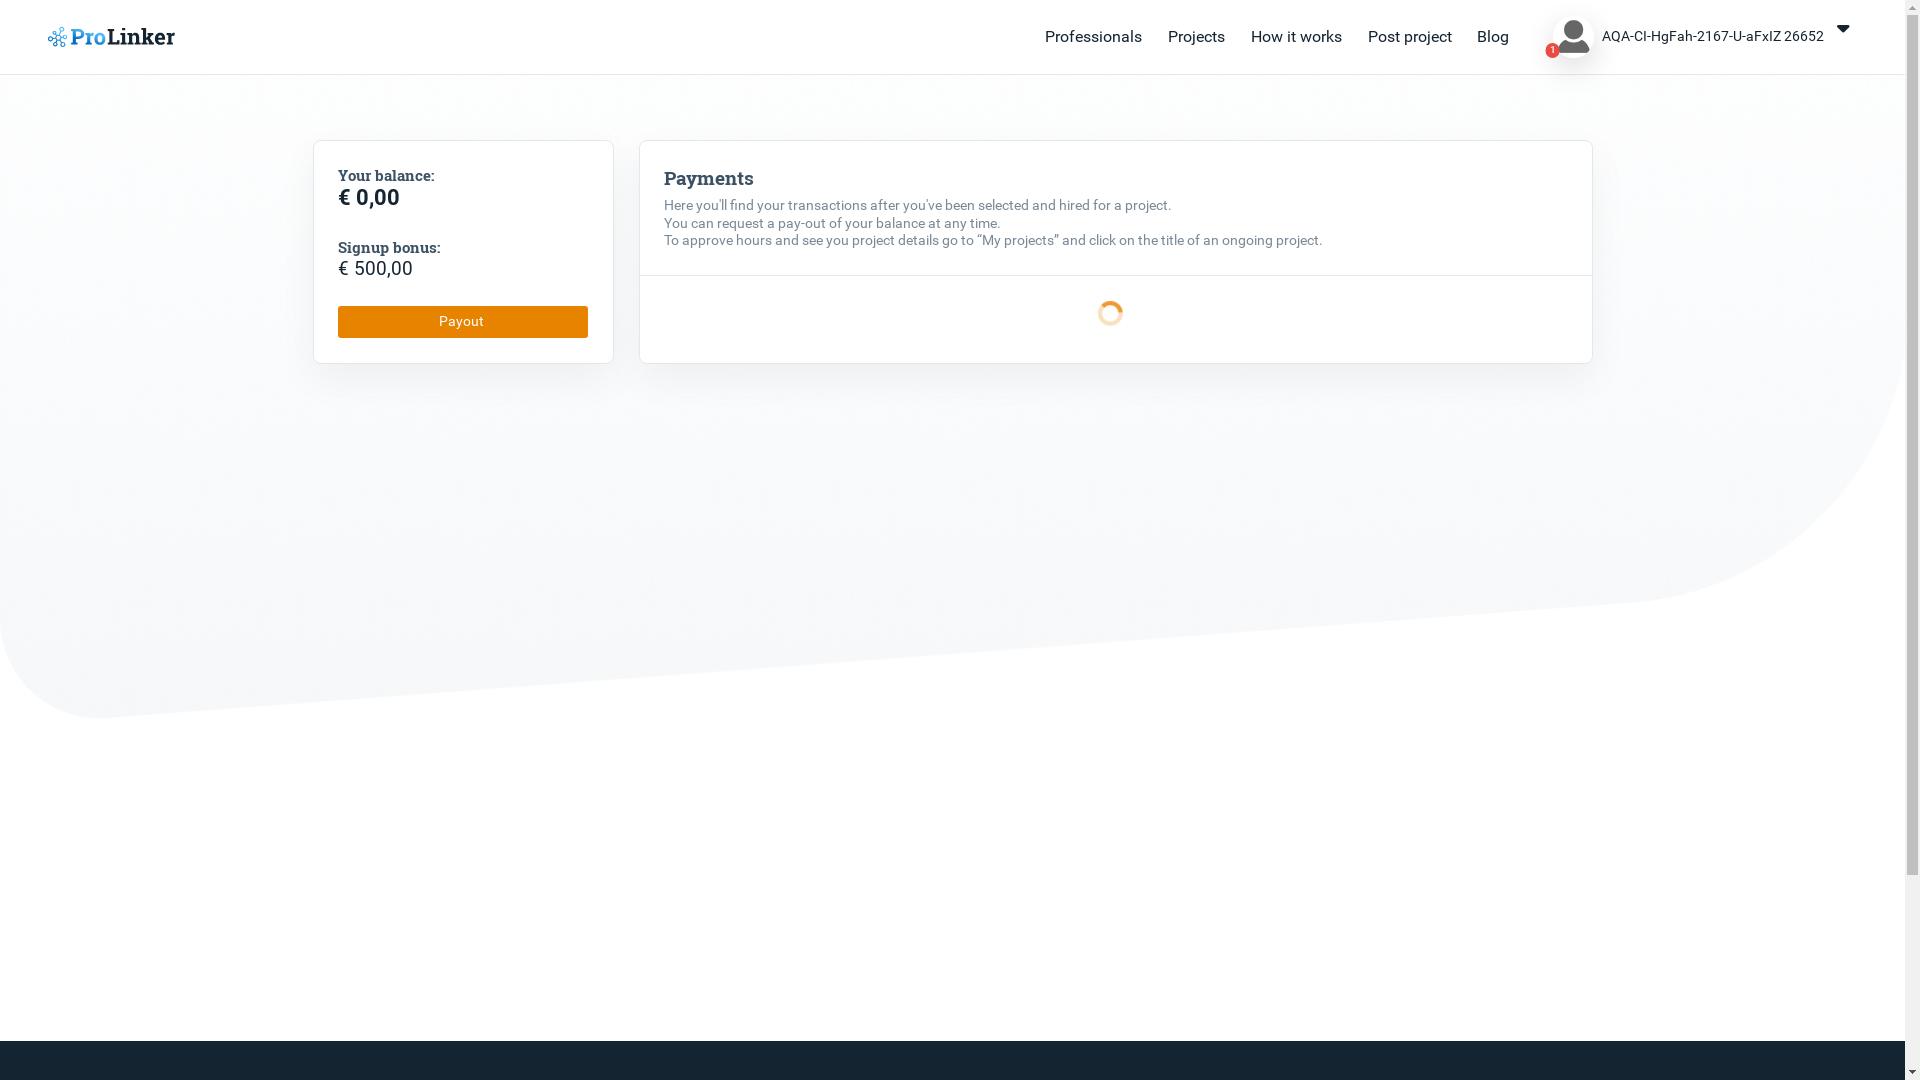 ProLinker
Professionals
Projects
How it works
Post project
Blog
1
AQA-CI-HgFah-2167-U-aFxIZ 26652
Your balance:
€ 0,00
Signup bonus:
€ 500,00
Payout
Payments
Here you'll find your transactions after you've been selected and hired for a project.
You can request a pay-out of your balance at any time.
To approve hours and see you project details go to “My projects” and click on the title of an ongoing project.